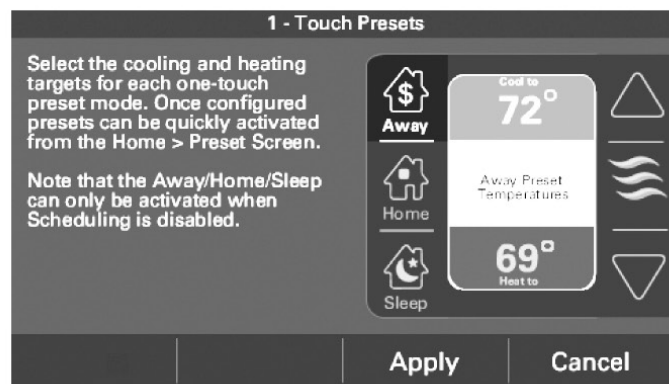 1 - Touch Presets
Select the cooling and heating
targets for each one-touch
preset mode. Once configured
presets can be quickly activated
from the Home > Preset Screen.
Note that the Away/Home/Sleep
can only be activated when
Scheduling is disabled.
$
Away
Home
Sleep
Cool to
72°
Away Preset
Temperatures
69°
Heat to
Apply
Cancel